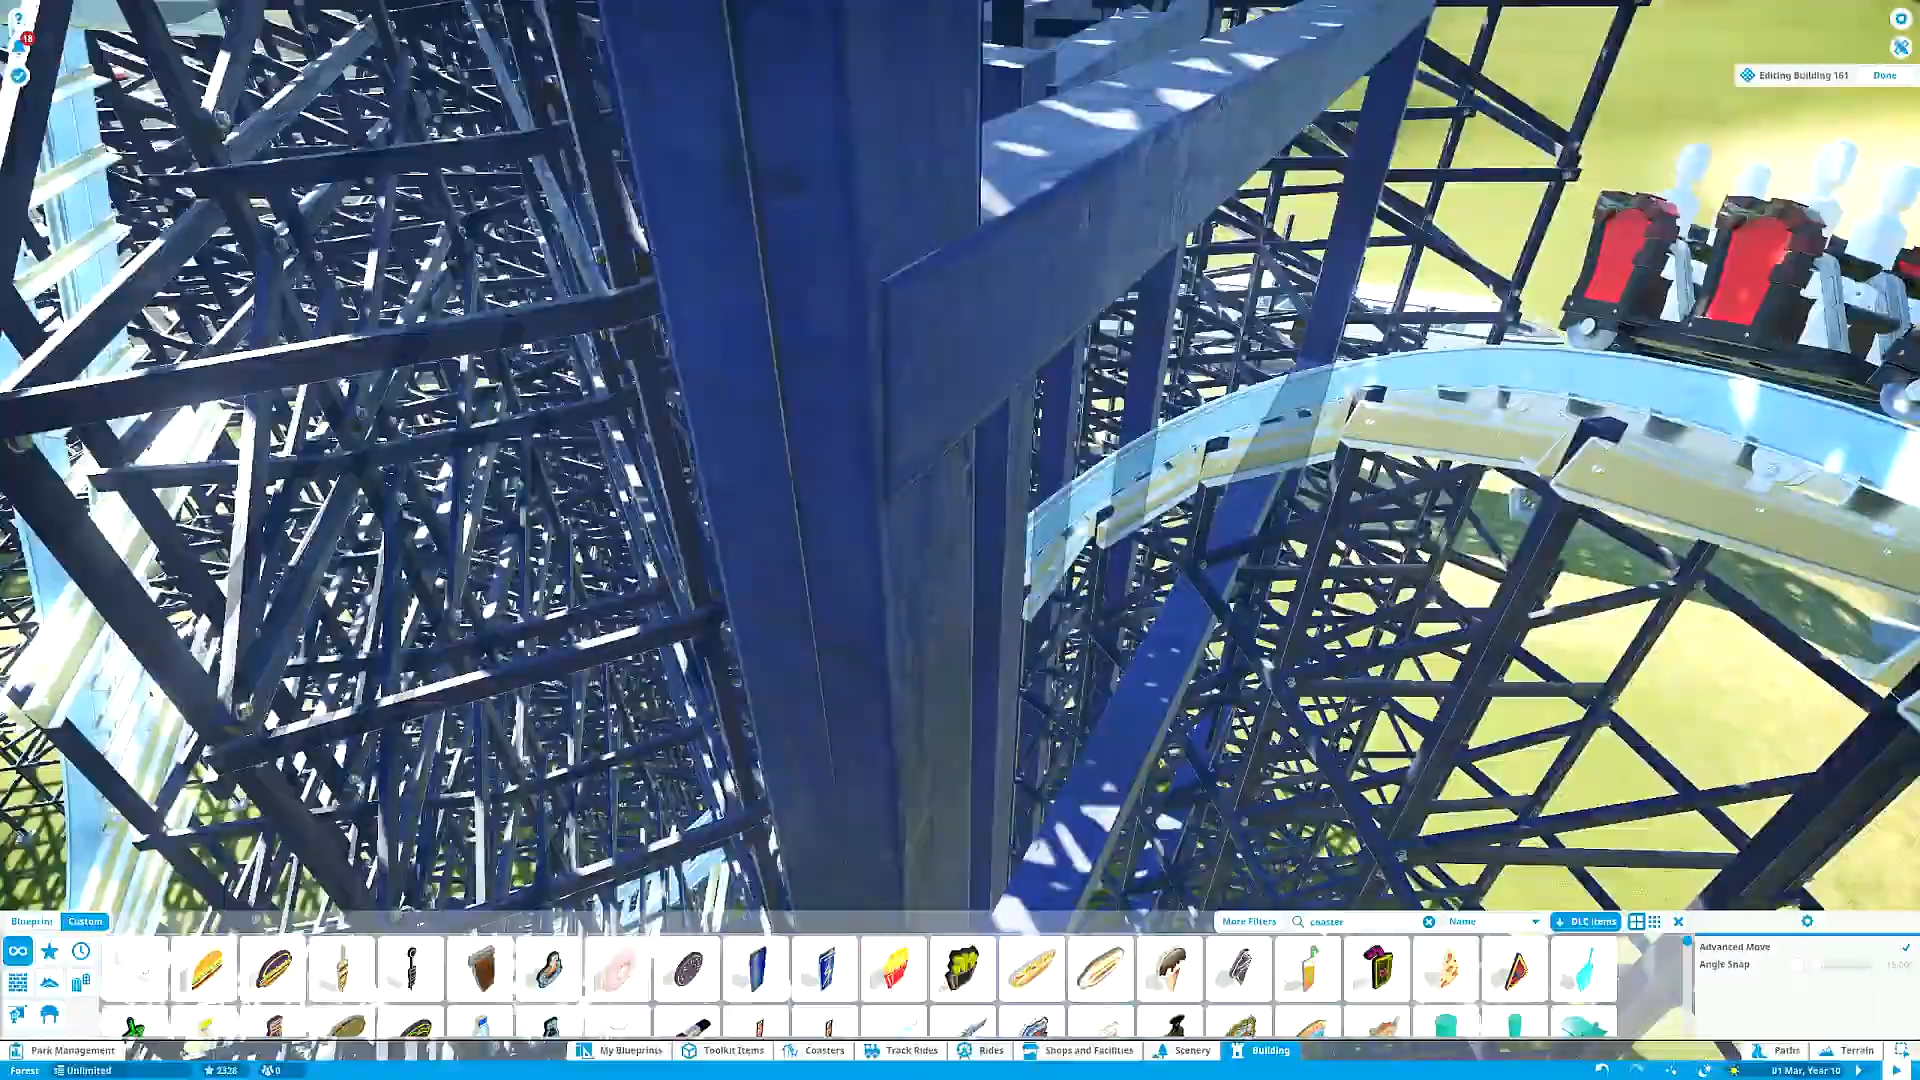 ?
18
Editing Building 161 Done
Blueprint Custom
More Filters coaster Name DLC Items
Advanced Move
Angle Snap 15.00°
Park Management My Blueprints Toolkit Items Coasters Track Rides Rides Shops and Facilities Scenery Building Paths Terrain
Forest Unlimited 2328 0 01 Mar, Year 10